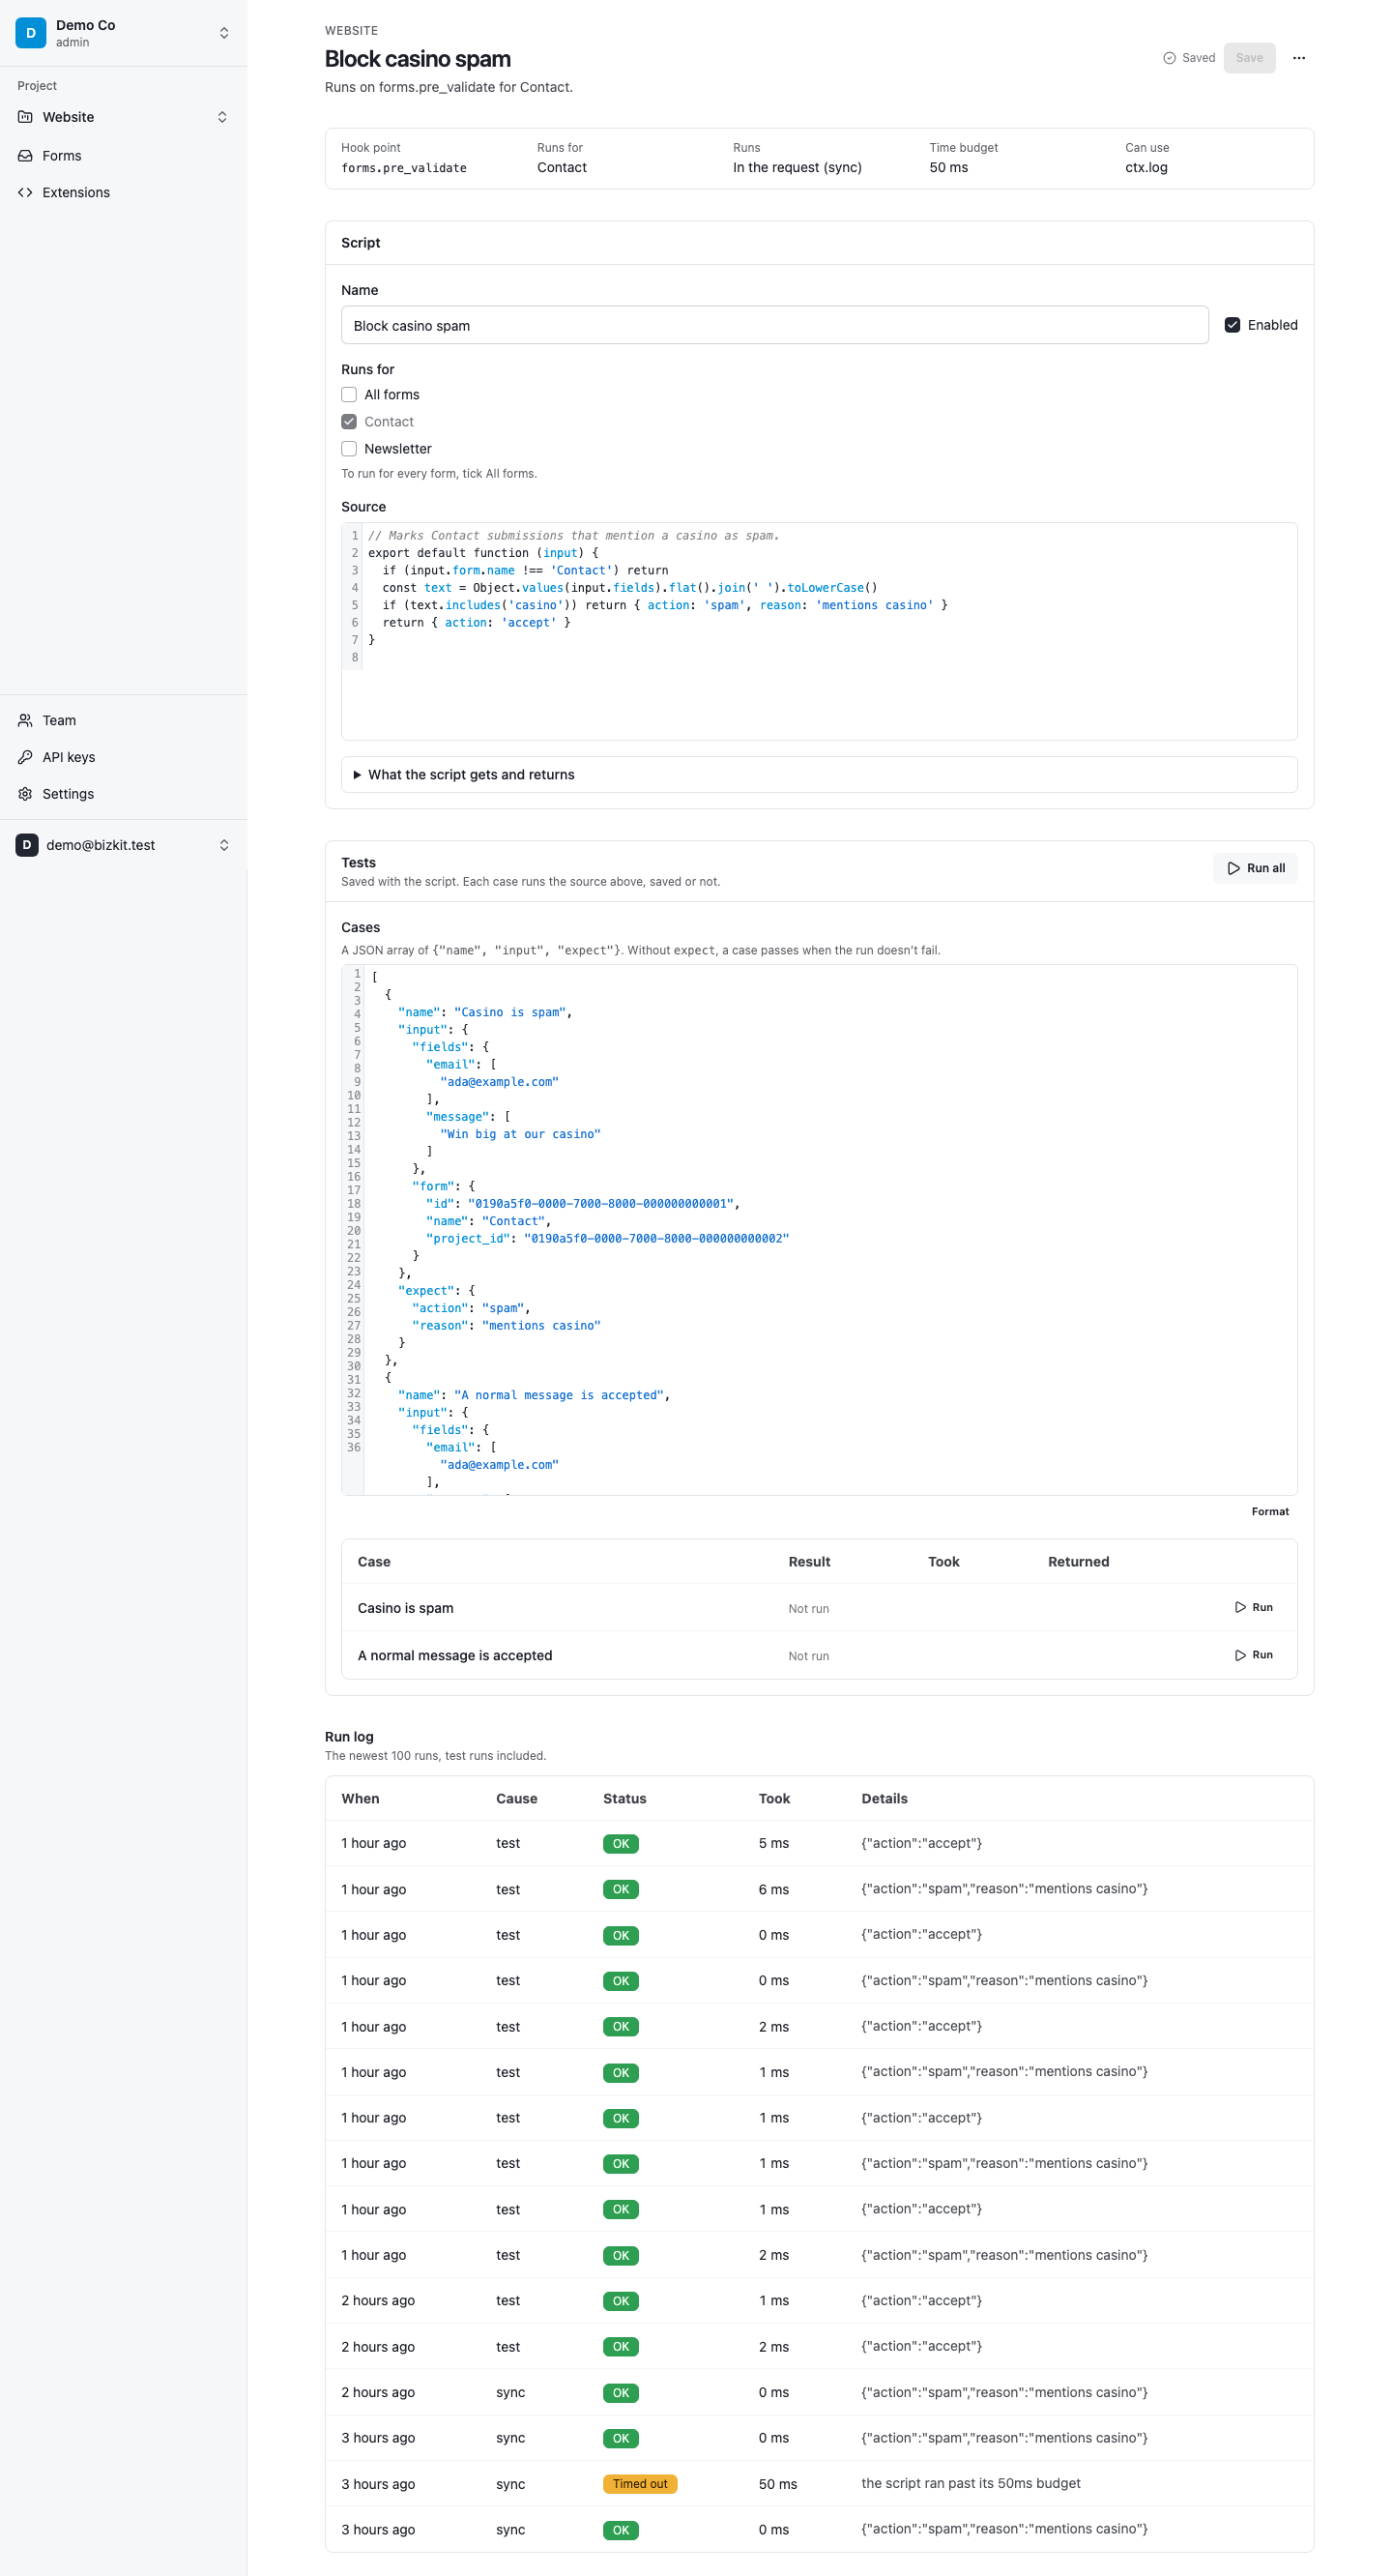 D
Demo Co
admin
Project
Website
Forms
Extensions
Team
API keys
Settings
D
demo@bizkit.test
WEBSITE
Block casino spam
Runs on forms.pre_validate for Contact.
Saved
Save
Hook point
forms.pre_validate
Runs for
Contact
Runs
In the request (sync)
Time budget
50 ms
Can use
ctx.log
Script
Name
Block casino spam
Enabled
Runs for
All forms
Contact
Newsletter
To run for every form, tick All forms.
Source
1 // Marks Contact submissions that mention a casino as spam.
2 export default function (input) {
3   if (input.form.name !== 'Contact') return
4   const text = Object.values(input.fields).flat().join(' ').toLowerCase()
5   if (text.includes('casino')) return { action: 'spam', reason: 'mentions casino' }
6   return { action: 'accept' }
7 }
8
What the script gets and returns
Tests
Saved with the script. Each case runs the source above, saved or not.
Run all
Cases
A JSON array of {"name", "input", "expect"}. Without expect, a case passes when the run doesn't fail.
1
2
3
4
5
6
7
8
9
10
11
12
13
14
15
16
17
18
19
20
21
22
23
24
25
26
27
28
29
30
31
32
33
34
35
36
[
  {
    "name": "Casino is spam",
    "input": {
      "fields": {
        "email": [
          "ada@example.com"
        ],
        "message": [
          "Win big at our casino"
        ]
      },
      "form": {
        "id": "0190a5f0-0000-7000-8000-000000000001",
        "name": "Contact",
        "project_id": "0190a5f0-0000-7000-8000-000000000002"
      }
    },
    "expect": {
      "action": "spam",
      "reason": "mentions casino"
    }
  },
  {
    "name": "A normal message is accepted",
    "input": {
      "fields": {
        "email": [
          "ada@example.com"
        ],
Format
Case Result Took Returned
Casino is spam Not run Run
A normal message is accepted Not run Run
Run log
The newest 100 runs, test runs included.
When Cause Status Took Details
1 hour ago test OK 5 ms {"action":"accept"}
1 hour ago test OK 6 ms {"action":"spam","reason":"mentions casino"}
1 hour ago test OK 0 ms {"action":"accept"}
1 hour ago test OK 0 ms {"action":"spam","reason":"mentions casino"}
1 hour ago test OK 2 ms {"action":"accept"}
1 hour ago test OK 1 ms {"action":"spam","reason":"mentions casino"}
1 hour ago test OK 1 ms {"action":"accept"}
1 hour ago test OK 1 ms {"action":"spam","reason":"mentions casino"}
1 hour ago test OK 1 ms {"action":"accept"}
1 hour ago test OK 2 ms {"action":"spam","reason":"mentions casino"}
2 hours ago test OK 1 ms {"action":"accept"}
2 hours ago test OK 2 ms {"action":"accept"}
2 hours ago sync OK 0 ms {"action":"spam","reason":"mentions casino"}
3 hours ago sync OK 0 ms {"action":"spam","reason":"mentions casino"}
3 hours ago sync Timed out 50 ms the script ran past its 50ms budget
3 hours ago sync OK 0 ms {"action":"spam","reason":"mentions casino"}